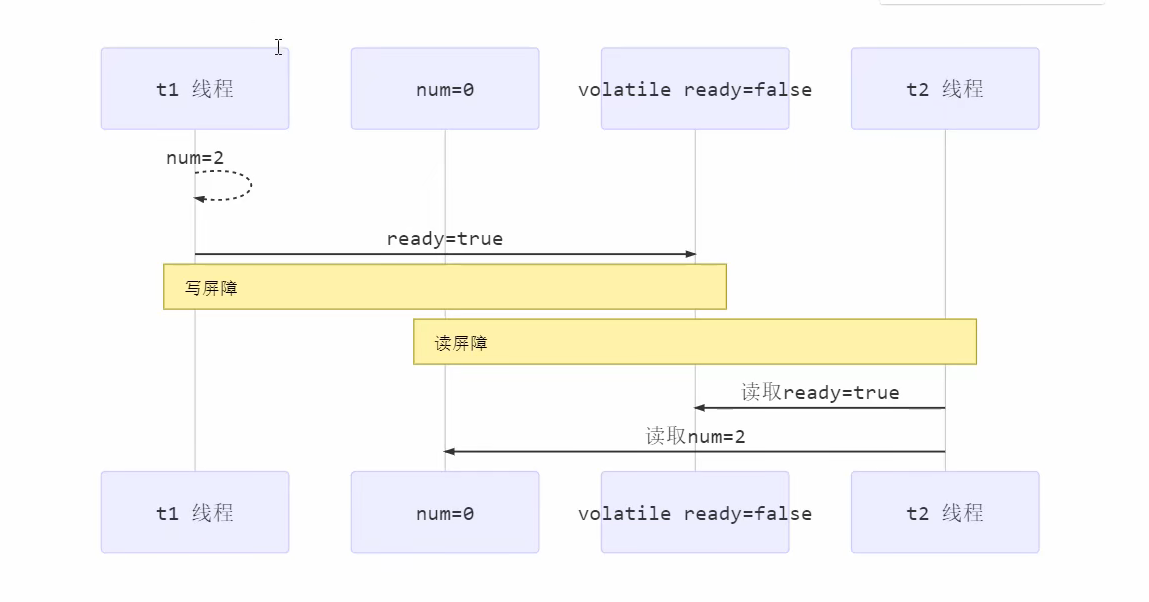 t1 线程
num=0
volatile ready=false
t2 线程
num=2
ready=true
写屏障
读屏障
读取ready=true
读取num=2
t1 线程
num=0
volatile ready=false
t2 线程